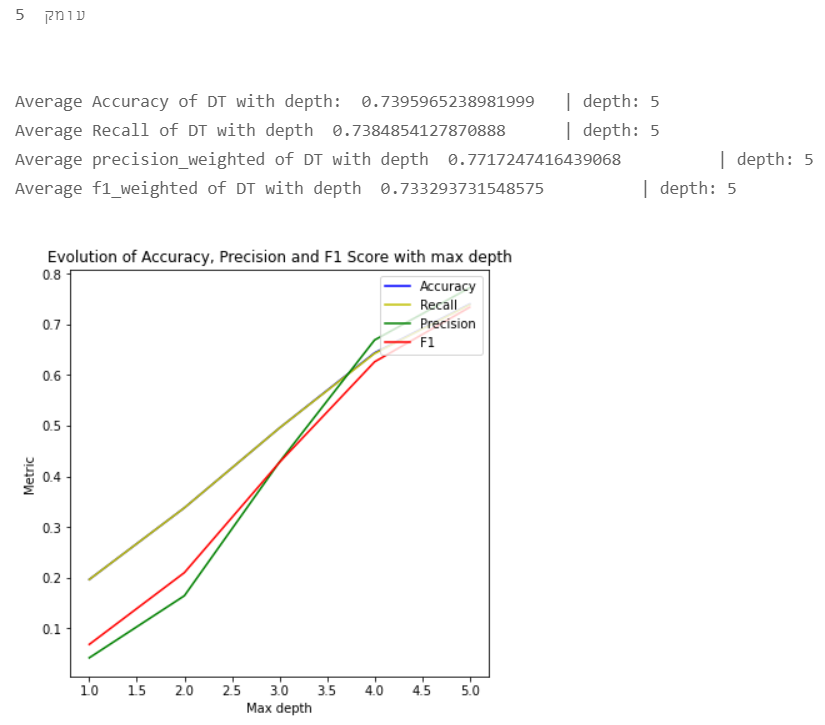 עומק 5
Average Accuracy of DT with depth: 0.7395965238981999 | depth: 5
Average Recall of DT with depth 0.7384854127870888 | depth: 5
Average precision_weighted of DT with depth 0.7717247416439068 | depth: 5
Average f1_weighted of DT with depth 0.733293731548575 | depth: 5
Evolution of Accuracy, Precision and F1 Score with max depth
Accuracy
Recall
Precision
F1
0.8
0.7
0.6
0.5
0.4
0.3
0.2
0.1
Metric
1.0 1.5 2.0 2.5 3.0 3.5 4.0 4.5 5.0
Max depth